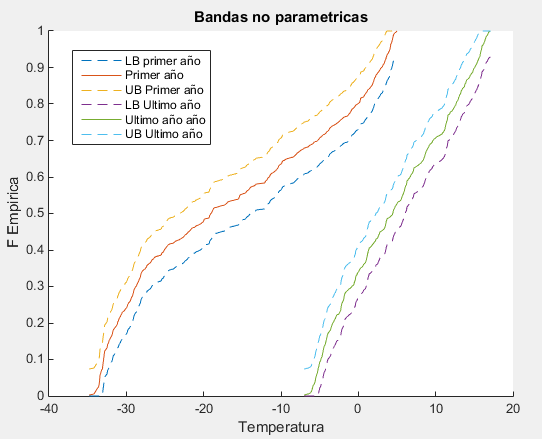 Bandas no parametricas
LB primer año
Primer año
UB Primer año
LB Ultimo año
Ultimo año año
UB Ultimo año
F Empirica
1
0.9
0.8
0.7
0.6
0.5
0.4
0.3
0.2
0.1
0
-40
-30
-20
-10
0
10
20
Temperatura